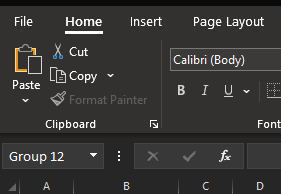 File Home Insert Page Layout
Cut
Calibri (Body)
Copy
Paste
Format Painter
B I U
Clipboard Font
Group 12 fx
A B C D